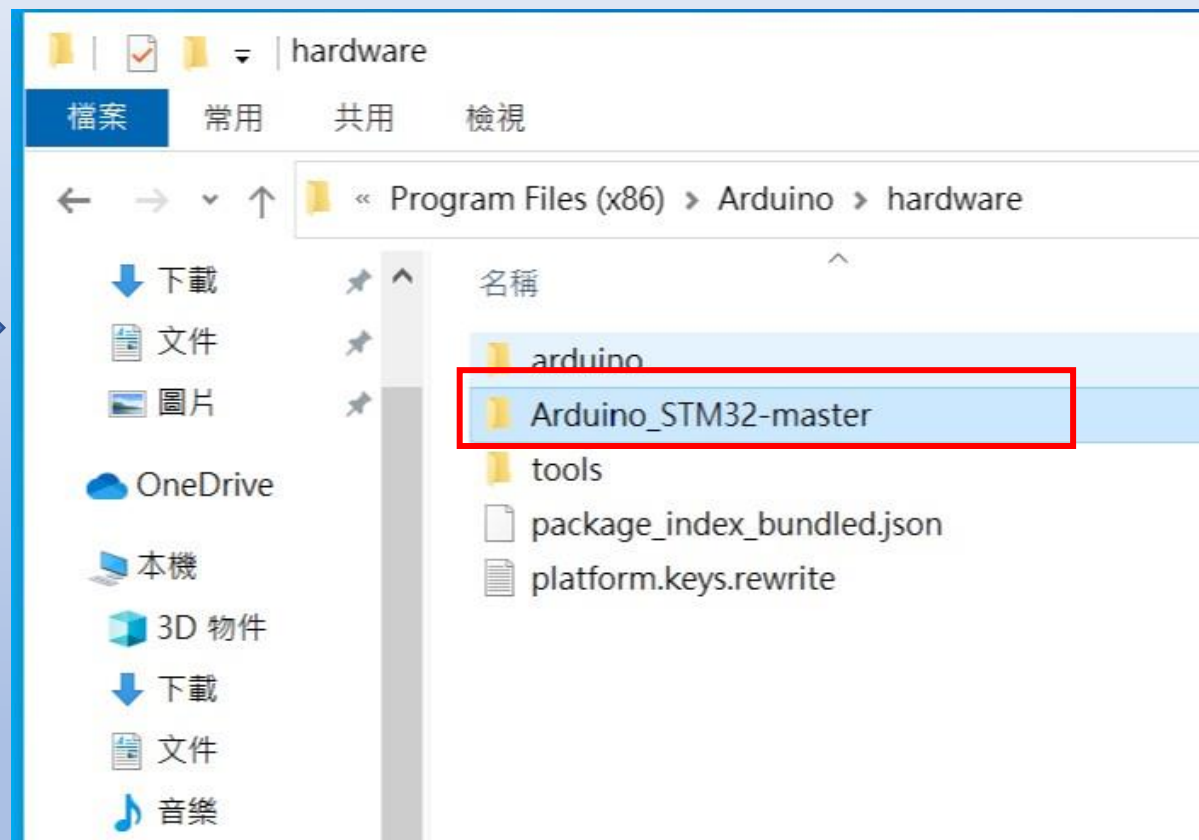 hardware
檔案 常用 共用 檢視
« Program Files (x86) > Arduino > hardware
下載
文件
圖片
OneDrive
本機
3D 物件
下載
文件
音樂
名稱
arduino
Arduino_STM32-master
tools
package_index_bundled.json
platform.keys.rewrite